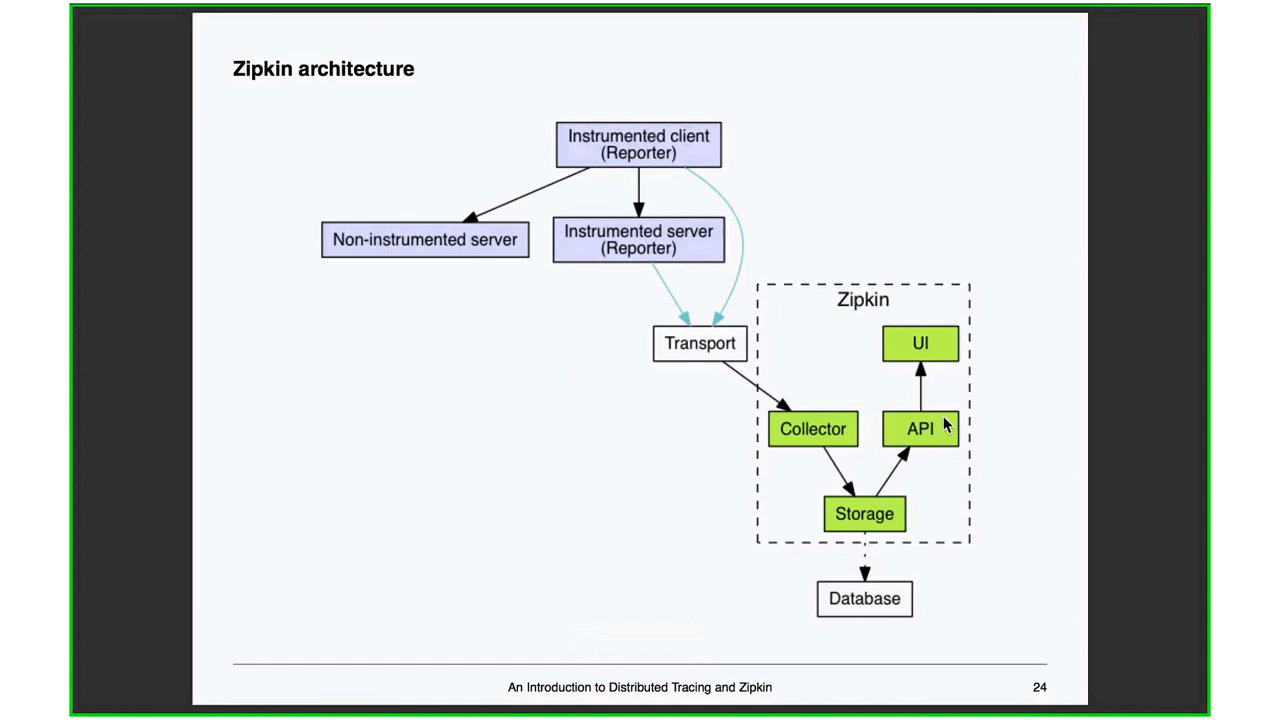 Zipkin architecture
Instrumented client
(Reporter)
Non-instrumented server
Instrumented server
(Reporter)
Zipkin
Transport
UI
Collector
API
Storage
Database
An Introduction to Distributed Tracing and Zipkin
24